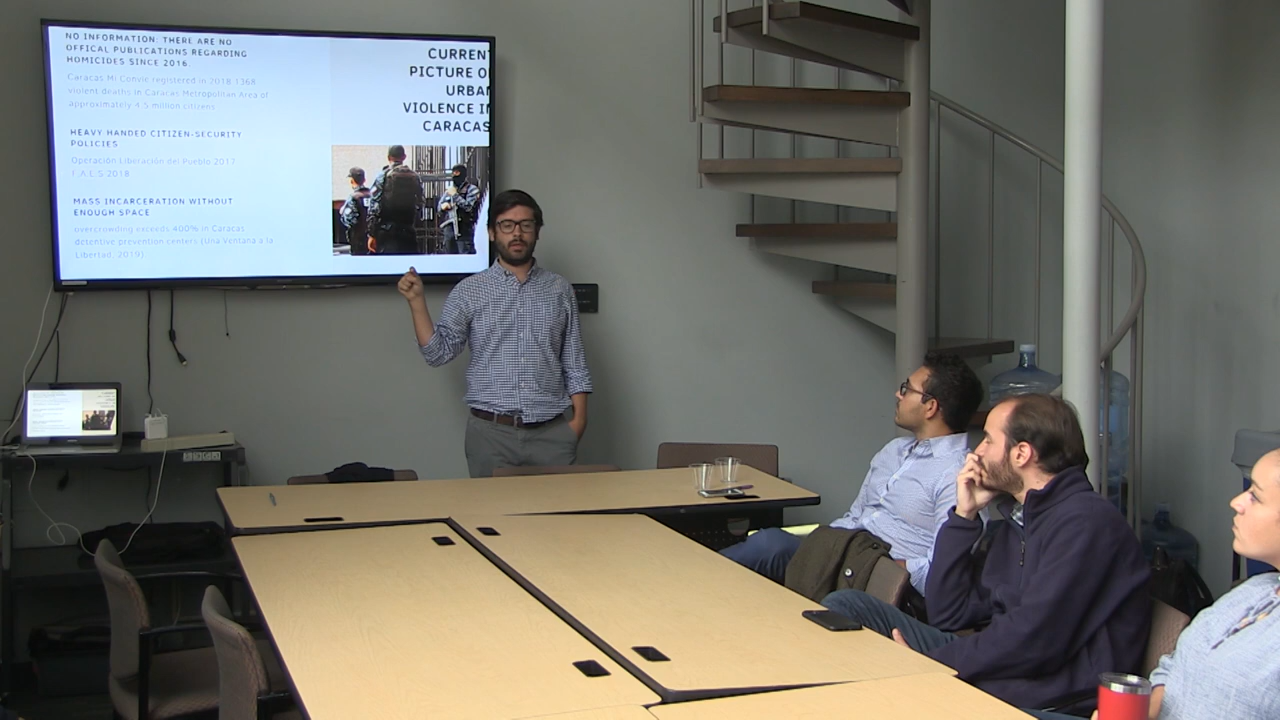 NO INFORMATION: THERE ARE NO
OFFICAL PUBLICATIONS REGARDING
HOMICIDES SINCE 2016.
Caracas Mi Convie registered in 2018 1368
violent deaths in Caracas Metropolitan Area of
approximately 4.5 million citizens
HEAVY HANDED CITIZEN-SECURITY
POLICIES
Operación Liberación del Pueblo 2017
F.A.E.S 2018
MASS INCARCERATION WITHOUT
ENOUGH SPACE
overcrowding exceeds 400% in Caracas
detentive prevention centers (Una Ventana a la
Libertad, 2019)
CURRENT
PICTURE OF
URBAN
VIOLENCE IN
CARACAS